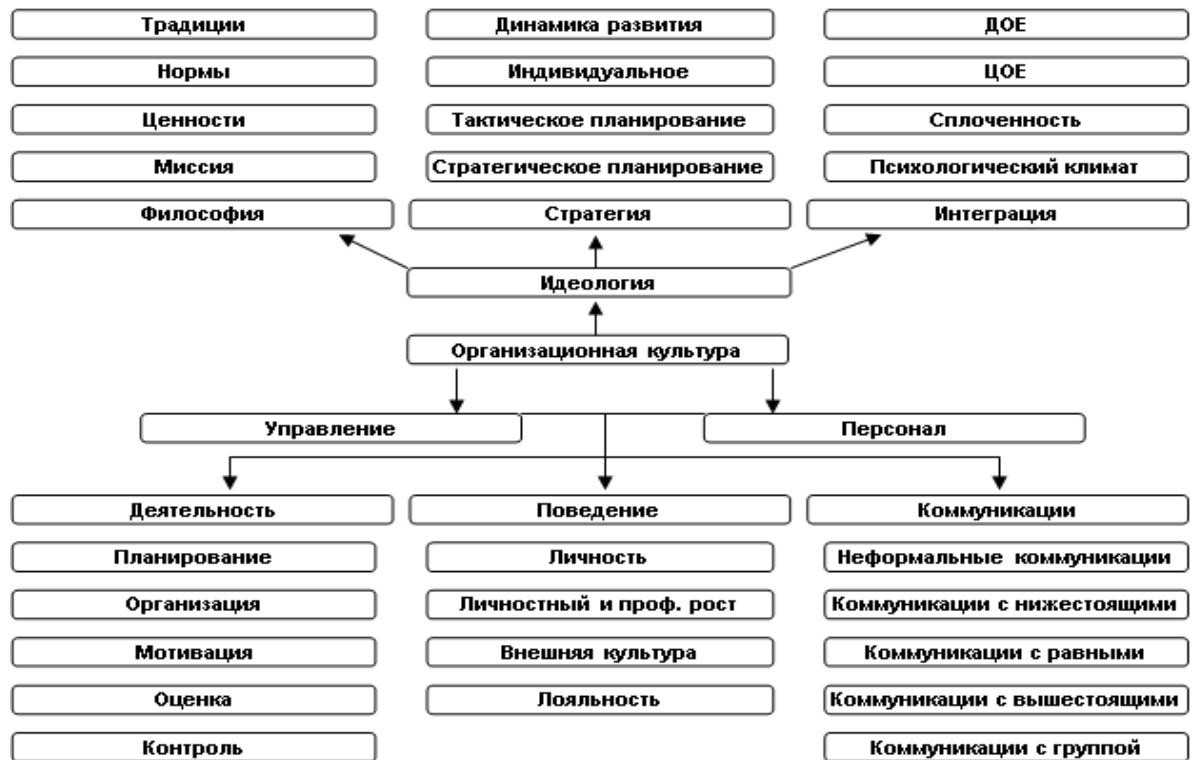 Традиции
Динамика развития
ДОЕ
Нормы
Индивидуальное
ЦОЕ
Ценности
Тактическое планирование
Сплоченность
Миссия
Стратегическое планирование
Психологический климат
Философия
Стратегия
Интеграция
Идеология
Организационная культура
Управление
Персонал
Деятельность
Поведение
Коммуникации
Планирование
Личность
Неформальные коммуникации
Организация
Личностный и проф. рост
Коммуникации с нижестоящими
Мотивация
Внешняя культура
Коммуникации с равными
Оценка
Лояльность
Коммуникации с вышестоящими
Контроль
Коммуникации с группой